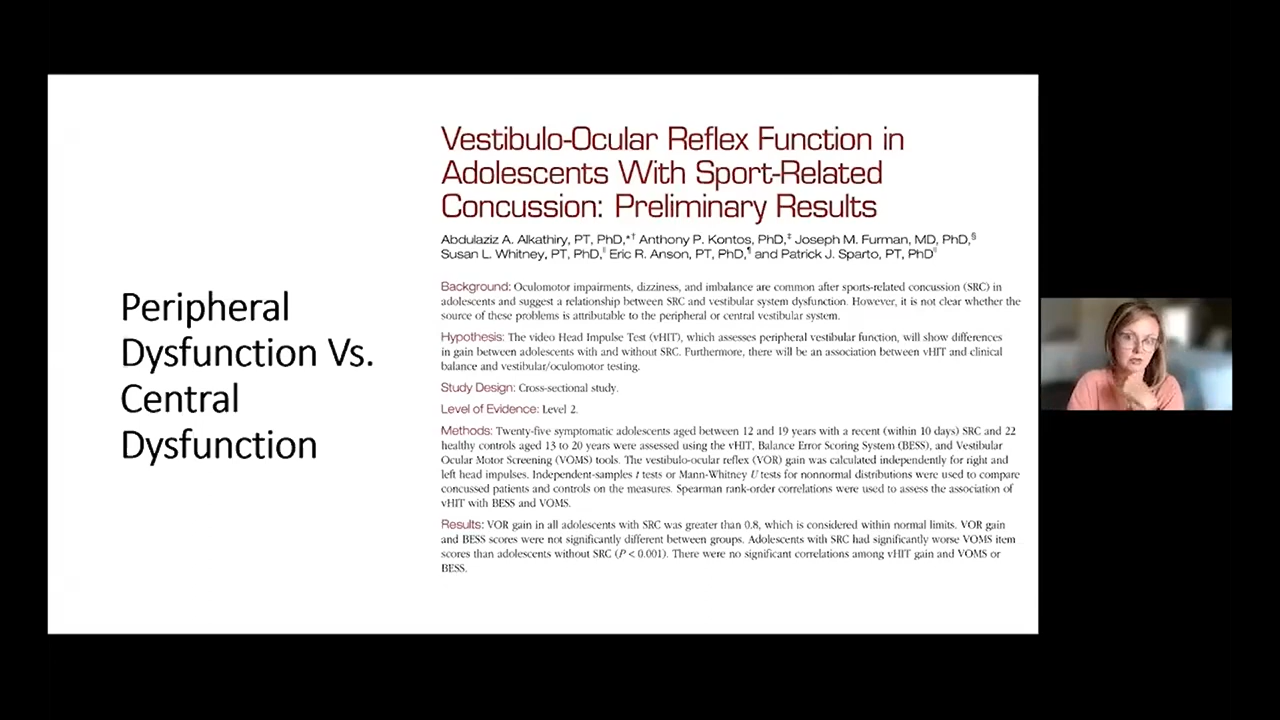 Peripheral
Dysfunction Vs.
Central
Dysfunction
Vestibulo-Ocular Reflex Function in
Adolescents With Sport-Related
Concussion: Preliminary Results
Abdulaziz A. Alkathiry, PT, PhD,*† Anthony P. Kontos, PhD,‡ Joseph M. Furman, MD, PhD,§
Susan L. Whitney, PT, PhD,‖ Eric R. Anson, PT, PhD,¶ and Patrick J. Sparto, PT, PhD‖
Background: Oculomotor impairments, dizziness, and imbalance are common after sports-related concussion (SRC) in
adolescents and suggest a relationship between SRC and vestibular system dysfunction. However, it is not clear whether the
source of these problems is attributable to the peripheral or central vestibular system.
Hypothesis: The video Head Impulse Test (vHIT), which assesses peripheral vestibular function, will show differences
in gain between adolescents with and without SRC. Furthermore, there will be an association between vHIT and clinical
balance and vestibular/oculomotor testing.
Study Design: Cross-sectional study.
Level of Evidence: Level 2.
Methods: Twenty-five symptomatic adolescents aged between 12 and 19 years with a recent (within 10 days) SRC and 22
healthy controls aged 13 to 20 years were assessed using the vHIT, Balance Error Scoring System (BESS), and Vestibular
Ocular Motor Screening (VOMS) tools. The vestibulo-ocular reflex (VOR) gain was calculated independently for right and
left head impulses. Independent-samples t tests or Mann-Whitney U tests for nonnormal distributions were used to compare
concussed patients and controls on the measures. Spearman rank-order correlations were used to assess the association of
vHIT with BESS and VOMS.
Results: VOR gain in all adolescents with SRC was greater than 0.8, which is considered within normal limits. VOR gain
and BESS scores were not significantly different between groups. Adolescents with SRC had significantly worse VOMS item
scores than adolescents without SRC (P < 0.001). There were no significant correlations among vHIT gain and VOMS or
BESS.